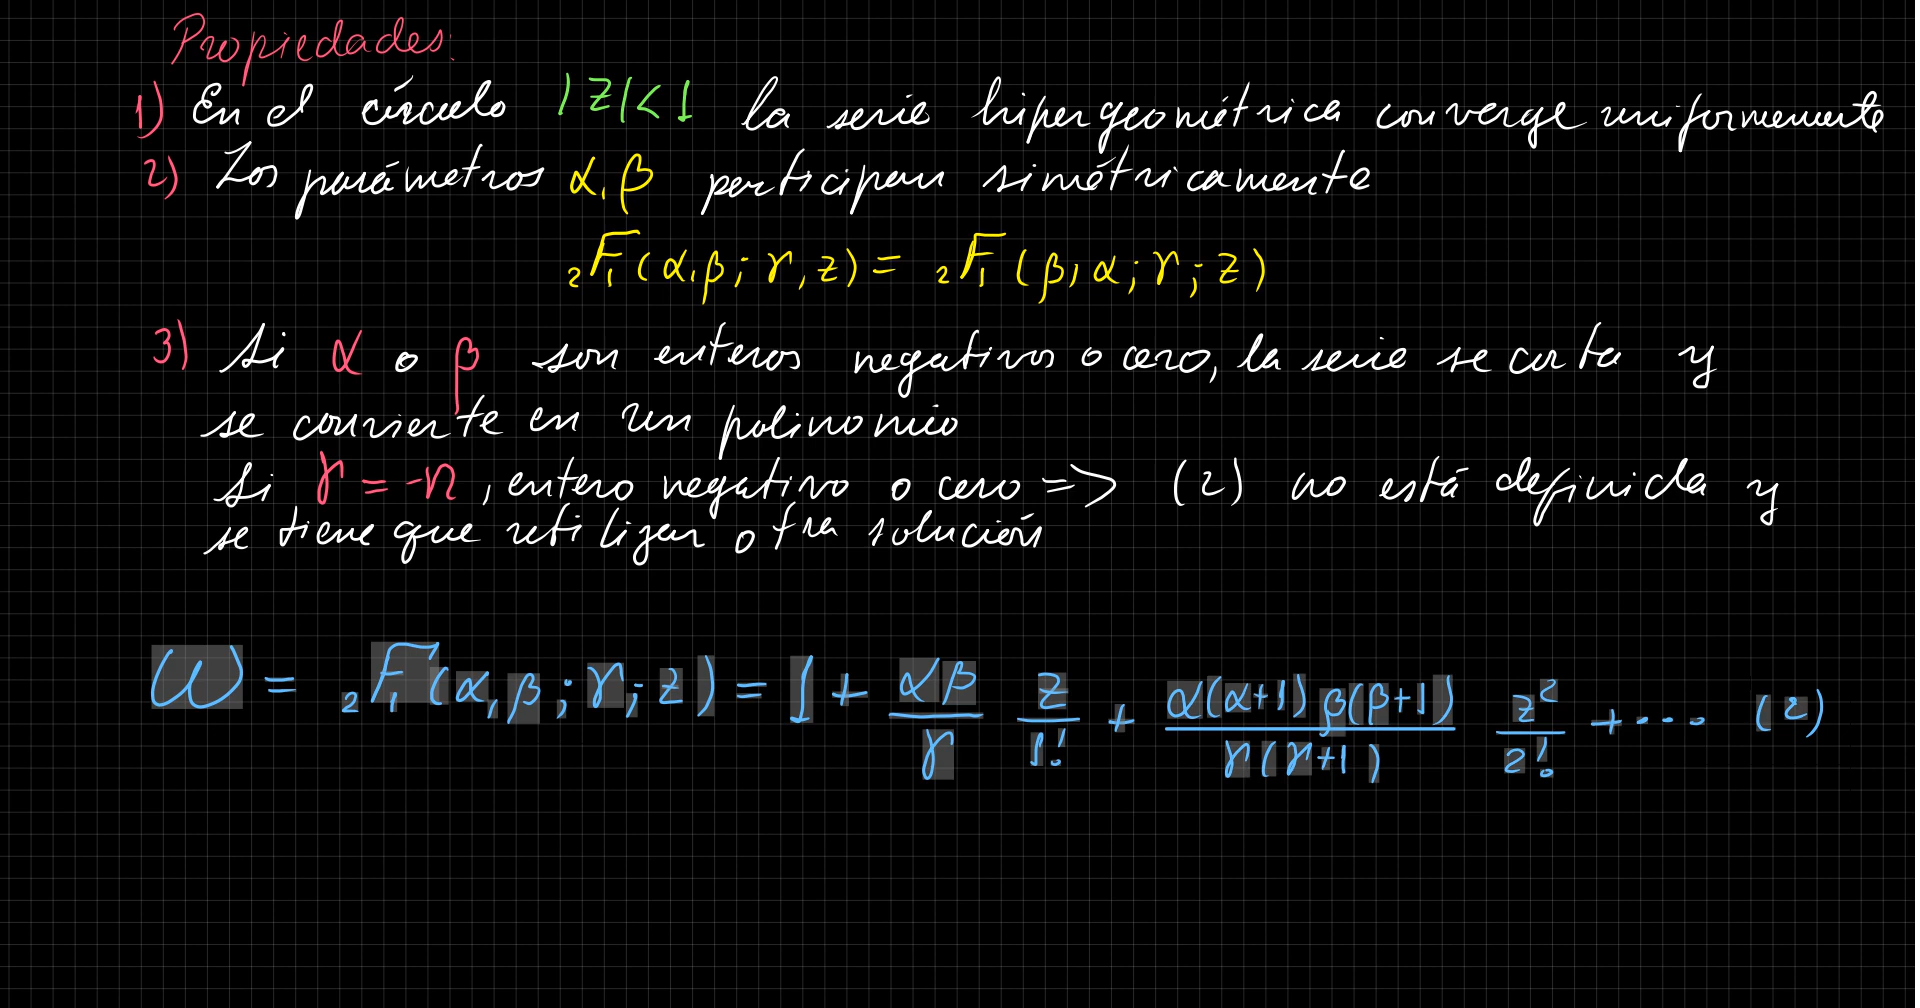 Propiedades:
1) En el círculo |z|<1 la serie hipergeométrica converge uniformemente
2) Los parámetros α, β participan simétricamente
₂F₁(α,β;γ,z) = ₂F₁(β,α;γ;z)
3) Si α o β son enteros negativos o cero, la serie se corta y
se convierte en un polinomio
Si γ = -n, entero negativo o cero => (2) no está definida y
se tiene que utilizar otra solución
ω = ₂F₁(α,β;γ;z) = 1 + αβ/γ z/1! + α(α+1)β(β+1)/γ(γ+1) z²/2! + ... (2)